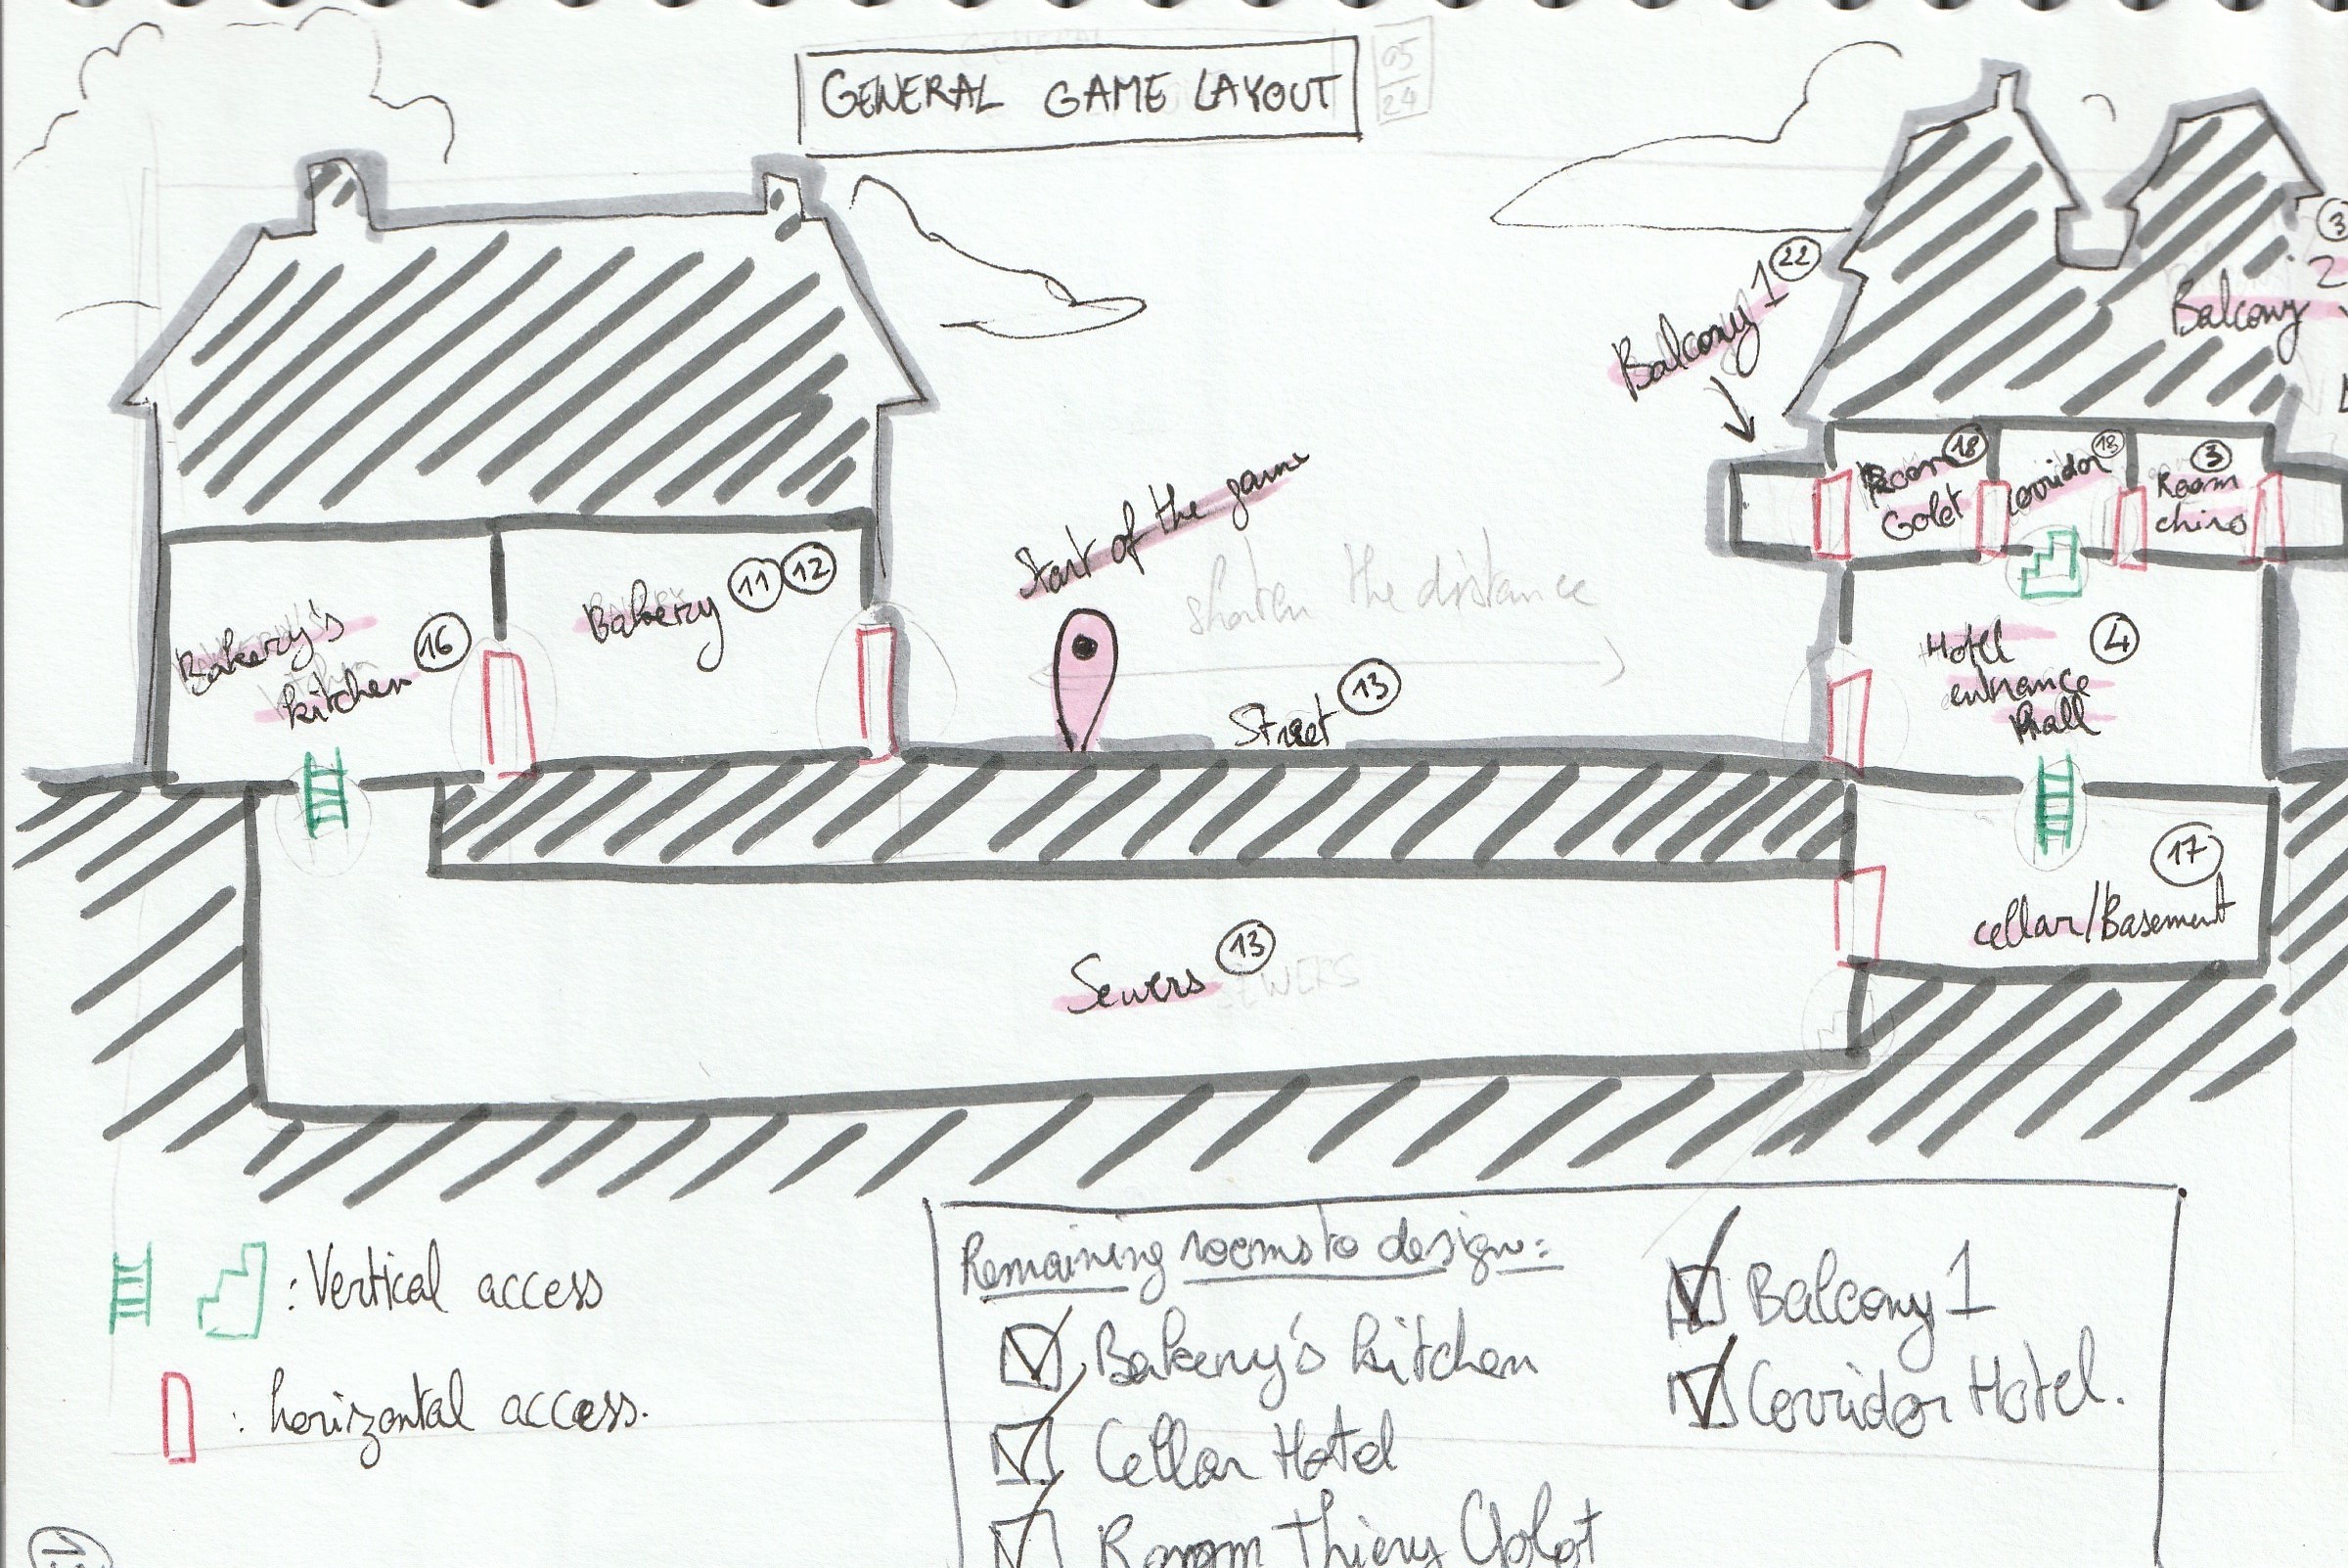 GENERAL GAME LAYOUT
05
24
Balcony 1 22
3
2
Balcony
Start of the game
shorten the distance
Room 18
Golet
Corridor 18
3
Room
chiro
Bakery's
kitchen 16
Bakery 11 12
Street 13
Hotel 4
entrance
Hall
17
cellar/Basement
Sewers 13
SEWERS
: Vertical access
: horizontal access.
Remaining rooms to design:
Bakery's kitchen
Cellar Hotel
Room Thierry Golot
Balcony 1
Corridor Hotel.